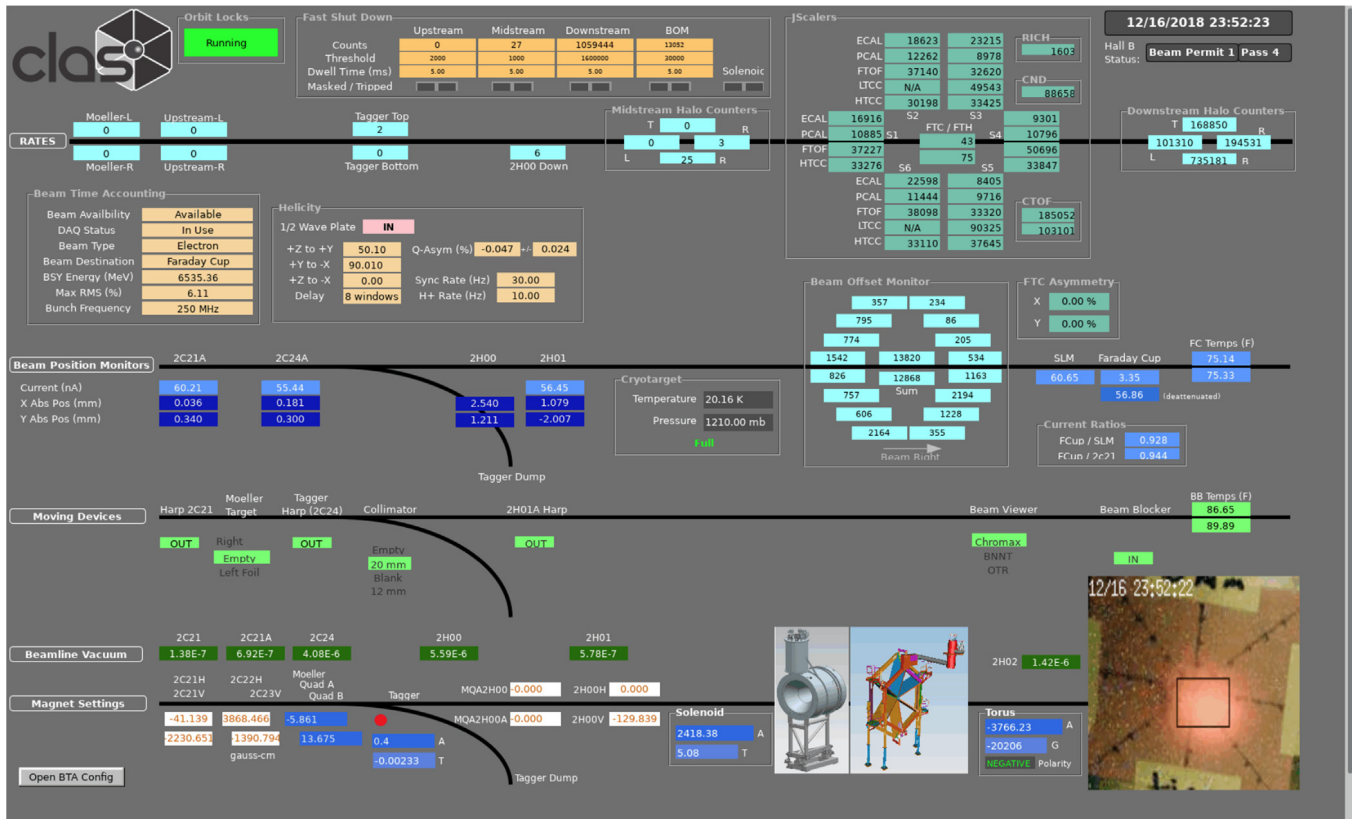 clas
Orbit Locks
Running
Fast Shut Down
Upstream Midstream Downstream BOM
Counts 0 27 1059444 13052
Threshold 2000 1000 1600000 30000
Dwell Time (ms) 5.00 5.00 5.00 5.00 Solenoic
Masked / Tripped
JScalers
ECAL 18623 23215
PCAL 12262 8978
FTOF 37140 32620
LTCC N/A 49543
HTCC 30198 33425
S2 S3
RICH
1603
CND
88658
ECAL 16916 9301
PCAL 10885 S1 FTC / FTH S4 10796
FTOF 37227 43 50696
HTCC 33276 75 33847
S6 S5
ECAL 22598 8405
PCAL 11444 9716
FTOF 38098 33320
LTCC N/A 90325
HTCC 33110 37645
CTOF
185052
103101
12/16/2018 23:52:23
Hall B Status: Beam Permit 1 Pass 4
RATES
Moeller-L Upstream-L Tagger Top
0 0 2
0 0 0 6
Moeller-R Upstream-R Tagger Bottom 2H00 Down
Midstream Halo Counters
T 0 R
0 3
L 25 R
Downstream Halo Counters
T 168850 R
101310 194531
L 735181 R
Beam Time Accounting
Beam Availbility Available
DAQ Status In Use
Beam Type Electron
Beam Destination Faraday Cup
BSY Energy (MeV) 6535.36
Max RMS (%) 6.11
Bunch Frequency 250 MHz
Helicity
1/2 Wave Plate IN
+Z to +Y 50.10 Q-Asym (%) -0.047 +/- 0.024
+Y to -X 90.010
+Z to -X 0.00 Sync Rate (Hz) 30.00
Delay 8 windows H+ Rate (Hz) 10.00
Beam Offset Monitor
357 234
795 86
774 205
1542 13820 534
826 12868 1163
Sum
757 2194
606 1228
2164 355
Beam Right
FTC Asymmetry
X 0.00 %
Y 0.00 %
Beam Position Monitors
2C21A 2C24A 2H00 2H01
Current (nA) 60.21 55.44 56.45
X Abs Pos (mm) 0.036 0.181 2.540 1.079
Y Abs Pos (mm) 0.340 0.300 1.211 -2.007
Tagger Dump
Cryotarget
Temperature 20.16 K
Pressure 1210.00 mb
Full
SLM Faraday Cup
60.65 3.35
56.86 (deattenuated)
FC Temps (F)
75.14
75.33
Current Ratios
FCup / SLM 0.928
FCup / 2c21 0.944
Moving Devices
Harp 2C21 Moeller Target Tagger Harp (2C24) Collimator 2H01A Harp Beam Viewer Beam Blocker
BB Temps (F)
86.65
89.89
OUT Right OUT Empty OUT Chromax IN
Empty 20 mm BNNT
Left Foil Blank OTR
12 mm
Beamline Vacuum
2C21 2C21A 2C24 2H00 2H01
1.38E-7 6.92E-7 4.08E-6 5.59E-6 5.78E-7
2H02 1.42E-6
Magnet Settings
2C21H 2C22H Moeller
2C21V 2C23V Quad A
Quad B Tagger
MQA2H00 -0.000 2H00H 0.000
-41.139 3868.466 -5.861 MQA2H00A -0.000 2H00V -129.839
-2230.651 -1390.794 13.675 0.4 A
gauss-cm -0.00233 T
Tagger Dump
Solenoid
2418.38 A
5.08 T
Torus
-3766.23 A
-20206 G
NEGATIVE Polarity
12/16 23:52:22
Open BTA Config